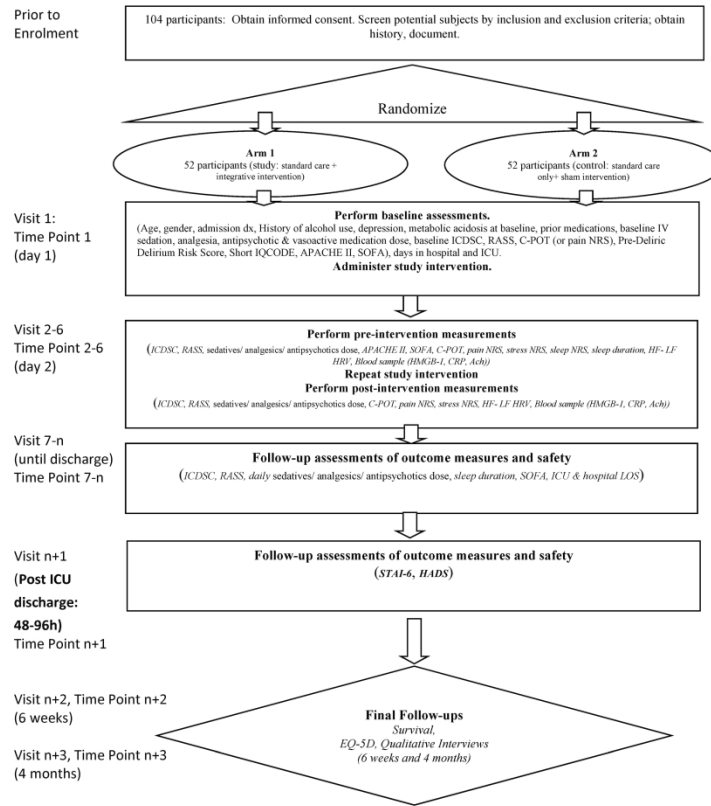 Prior to
Enrolment
104 participants: Obtain informed consent. Screen potential subjects by inclusion and exclusion criteria; obtain
history, document.
Randomize
Arm 1
52 participants (study: standard care +
integrative intervention)
Arm 2
52 participants (control: standard care
only+ sham intervention)
Visit 1:
Time Point 1
(day 1)
Perform baseline assessments.
(Age, gender, admission dx, History of alcohol use, depression, metabolic acidosis at baseline, prior medications, baseline IV
sedation, analgesia, antipsychotic & vasoactive medication dose, baseline ICDSC, RASS, C-POT (or pain NRS), Pre-Deliric
Delirium Risk Score, Short IQCODE, APACHE II, SOFA), days in hospital and ICU.
Administer study intervention.
Visit 2-6
Time Point 2-6
(day 2)
Perform pre-intervention measurements
(ICDSC, RASS, sedatives/ analgesics/ antipsychotics dose, APACHE II, SOFA, C-POT, pain NRS, stress NRS, sleep NRS, sleep duration, HF- LF
HRV, Blood sample (HMGB-1, CRP, Ach))
Repeat study intervention
Perform post-intervention measurements
(ICDSC, RASS, sedatives/ analgesics/ antipsychotics dose, C-POT, pain NRS, stress NRS, HF- LF HRV, Blood sample (HMGB-1, CRP, Ach))
Visit 7-n
(until discharge)
Time Point 7-n
Follow-up assessments of outcome measures and safety
(ICDSC, RASS, daily sedatives/ analgesics/ antipsychotics dose, sleep duration, SOFA, ICU & hospital LOS)
Visit n+1
(Post ICU
discharge:
48-96h)
Time Point n+1
Follow-up assessments of outcome measures and safety
(STAI-6, HADS)
Visit n+2, Time Point n+2
(6 weeks)
Visit n+3, Time Point n+3
(4 months)
Final Follow-ups
Survival,
EQ-5D, Qualitative Interviews
(6 weeks and 4 months)